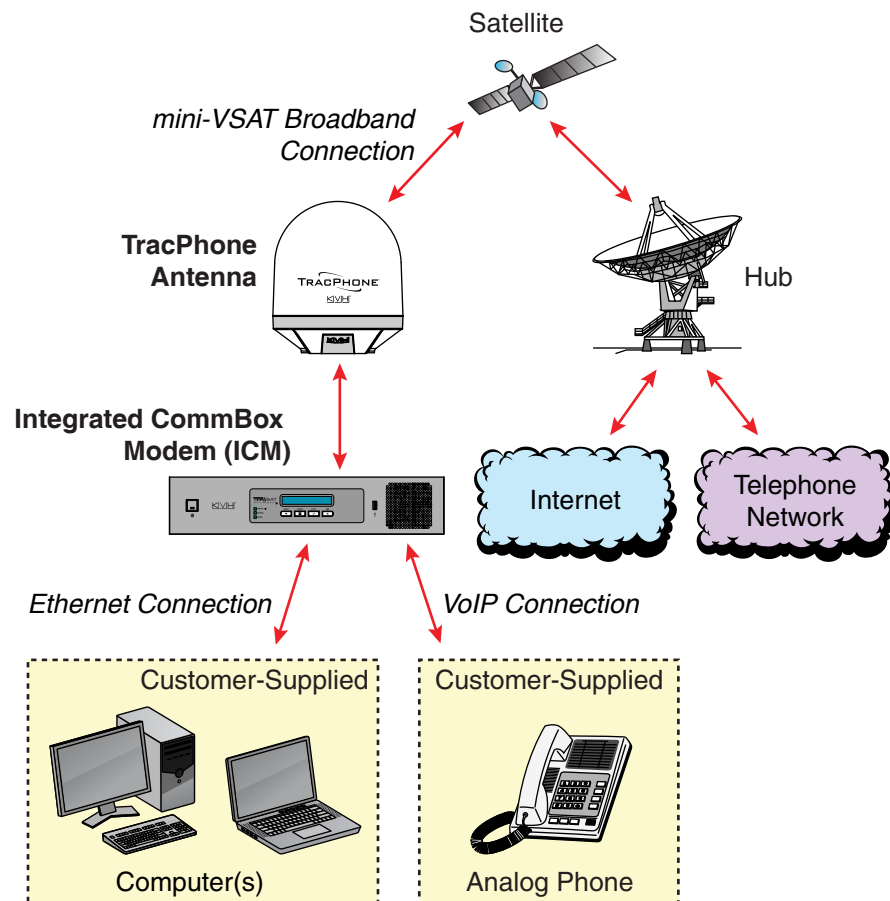 Satellite
mini-VSAT Broadband
Connection
TracPhone
Antenna
TRACPHONE
KVH
KVH
Hub
Integrated CommBox
Modem (ICM)
KVH
Internet
Telephone
Network
Ethernet Connection
VoIP Connection
Customer-Supplied
Computer(s)
Customer-Supplied
Analog Phone